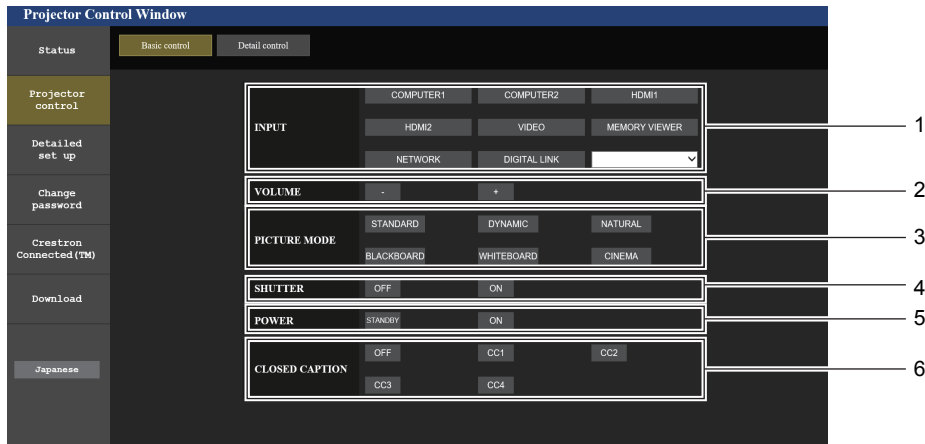 Projector Control Window
Status
Basic control
Detail control
Projector
control
Detailed
set up
Change
password
Crestron
Connected(TM)
Download
Japanese
INPUT
COMPUTER1
COMPUTER2
HDMI1
HDMI2
VIDEO
MEMORY VIEWER
NETWORK
DIGITAL LINK
1
VOLUME
-
+
2
PICTURE MODE
STANDARD
DYNAMIC
NATURAL
BLACKBOARD
WHITEBOARD
CINEMA
3
SHUTTER
OFF
ON
4
POWER
STANDBY
ON
5
CLOSED CAPTION
OFF
CC1
CC2
CC3
CC4
6